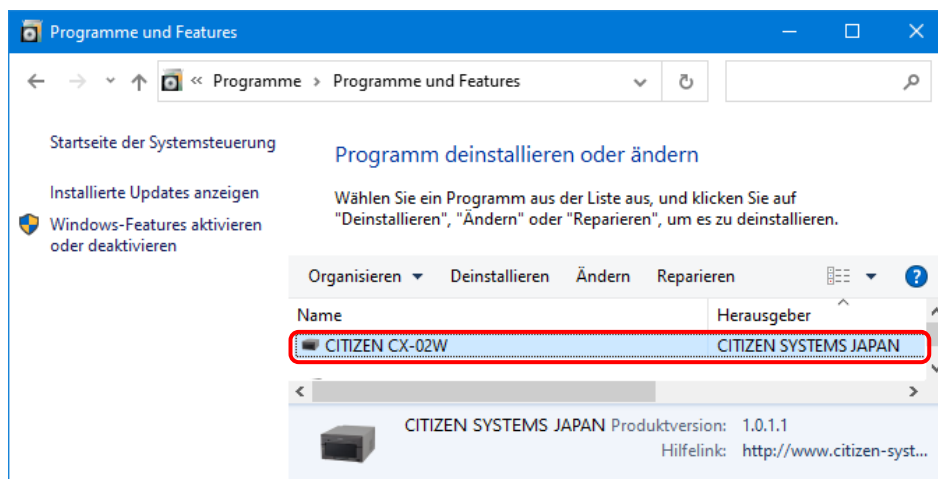 Programme und Features
« Programme > Programme und Features
Startseite der Systemsteuerung
Installierte Updates anzeigen
Windows-Features aktivieren
oder deaktivieren
Programm deinstallieren oder ändern
Wählen Sie ein Programm aus der Liste aus, und klicken Sie auf
"Deinstallieren", "Ändern" oder "Reparieren", um es zu deinstallieren.
Organisieren Deinstallieren Ändern Reparieren ?
Name Herausgeber
CITIZEN CX-02W CITIZEN SYSTEMS JAPAN
CITIZEN SYSTEMS JAPAN Produktversion: 1.0.1.1
Hilfelink: http://www.citizen-syst...